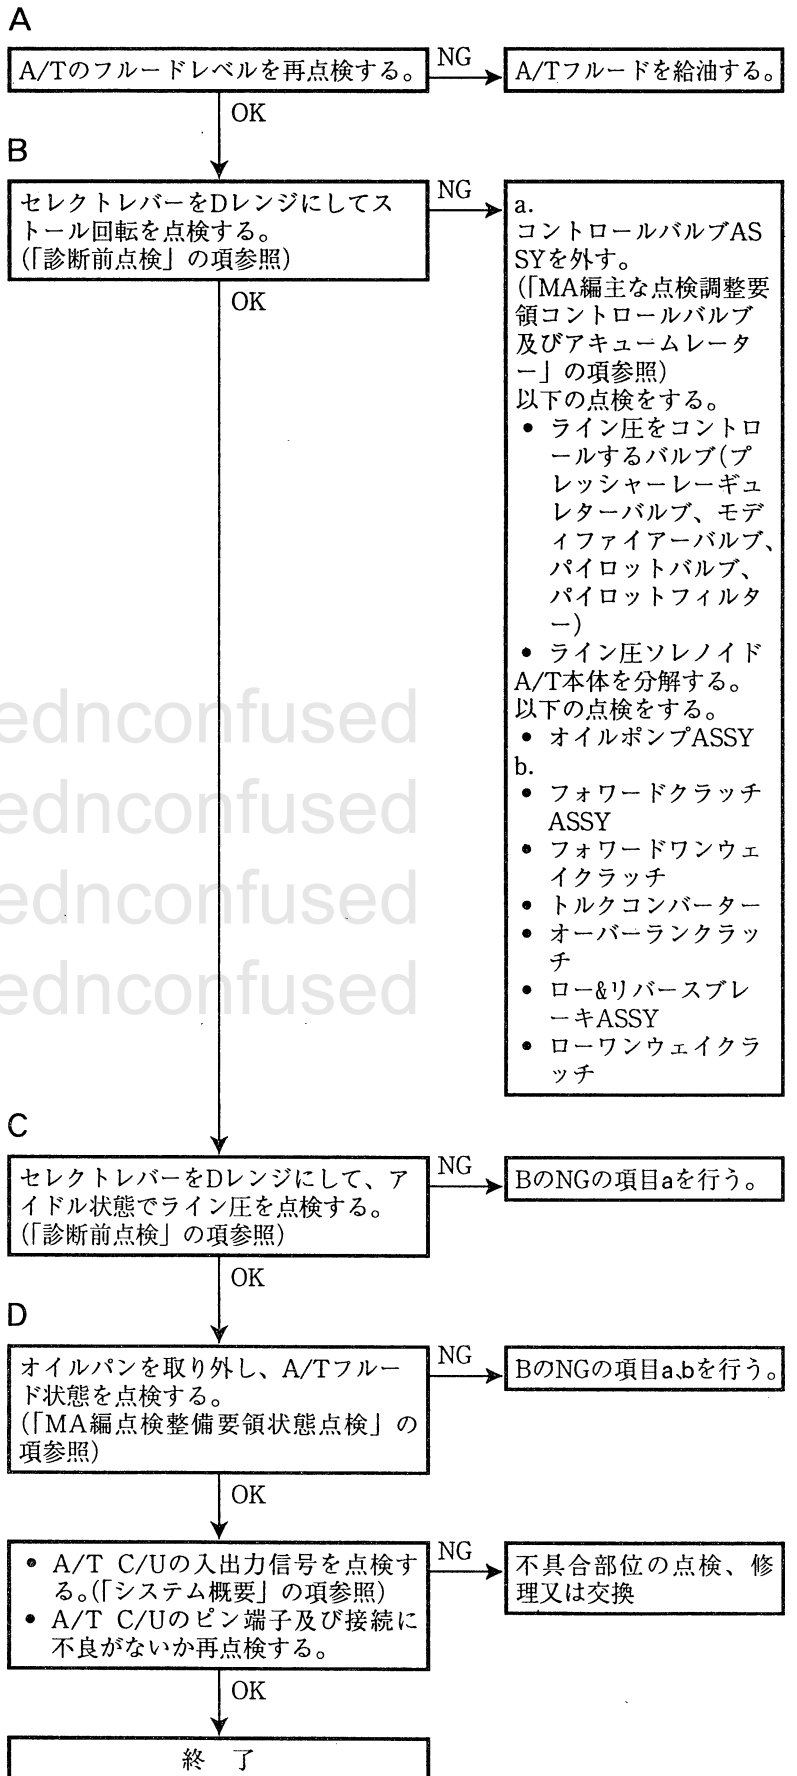 A
A/Tのフルードレベルを再点検する。
NG
A/Tフルードを給油する。
OK
B
セレクトレバーをDレンジにしてス
トール回転を点検する。
(「診断前点検」の項参照)
NG
OK
a.
コントロールバルブAS
SYを外す。
(「MA編主な点検調整要
領コントロールバルブ
及びアキュームレータ
ー」の項参照)
以下の点検をする。
• ライン圧をコントロ
ールするバルブ(プ
レッシャーレーギュ
レターバルブ、モデ
ィファイアーバルブ、
パイロットバルブ、
パイロットフィルタ
ー)
• ライン圧ソレノイド
A/T本体を分解する。
以下の点検をする。
• オイルポンプASSY
b.
• フォワードクラッチ
ASSY
• フォワードワンウェ
イクラッチ
• トルクコンバーター
• オーバーランクラッ
チ
• ロー&リバースブレ
ーキASSY
• ローワンウェイクラ
ッチ
ednconfused
ednconfused
ednconfused
ednconfused
C
セレクトレバーをDレンジにして、ア
イドル状態でライン圧を点検する。
(「診断前点検」の項参照)
NG
BのNGの項目aを行う。
OK
D
オイルパンを取り外し、A/Tフルー
ド状態を点検する。
(「MA編点検整備要領状態点検」の
項参照)
NG
BのNGの項目a、bを行う。
OK
• A/T C/Uの入出力信号を点検す
る。(「システム概要」の項参照)
• A/T C/Uのピン端子及び接続に
不良がないか再点検する。
NG
不具合部位の点検、修
理又は交換
OK
終 了